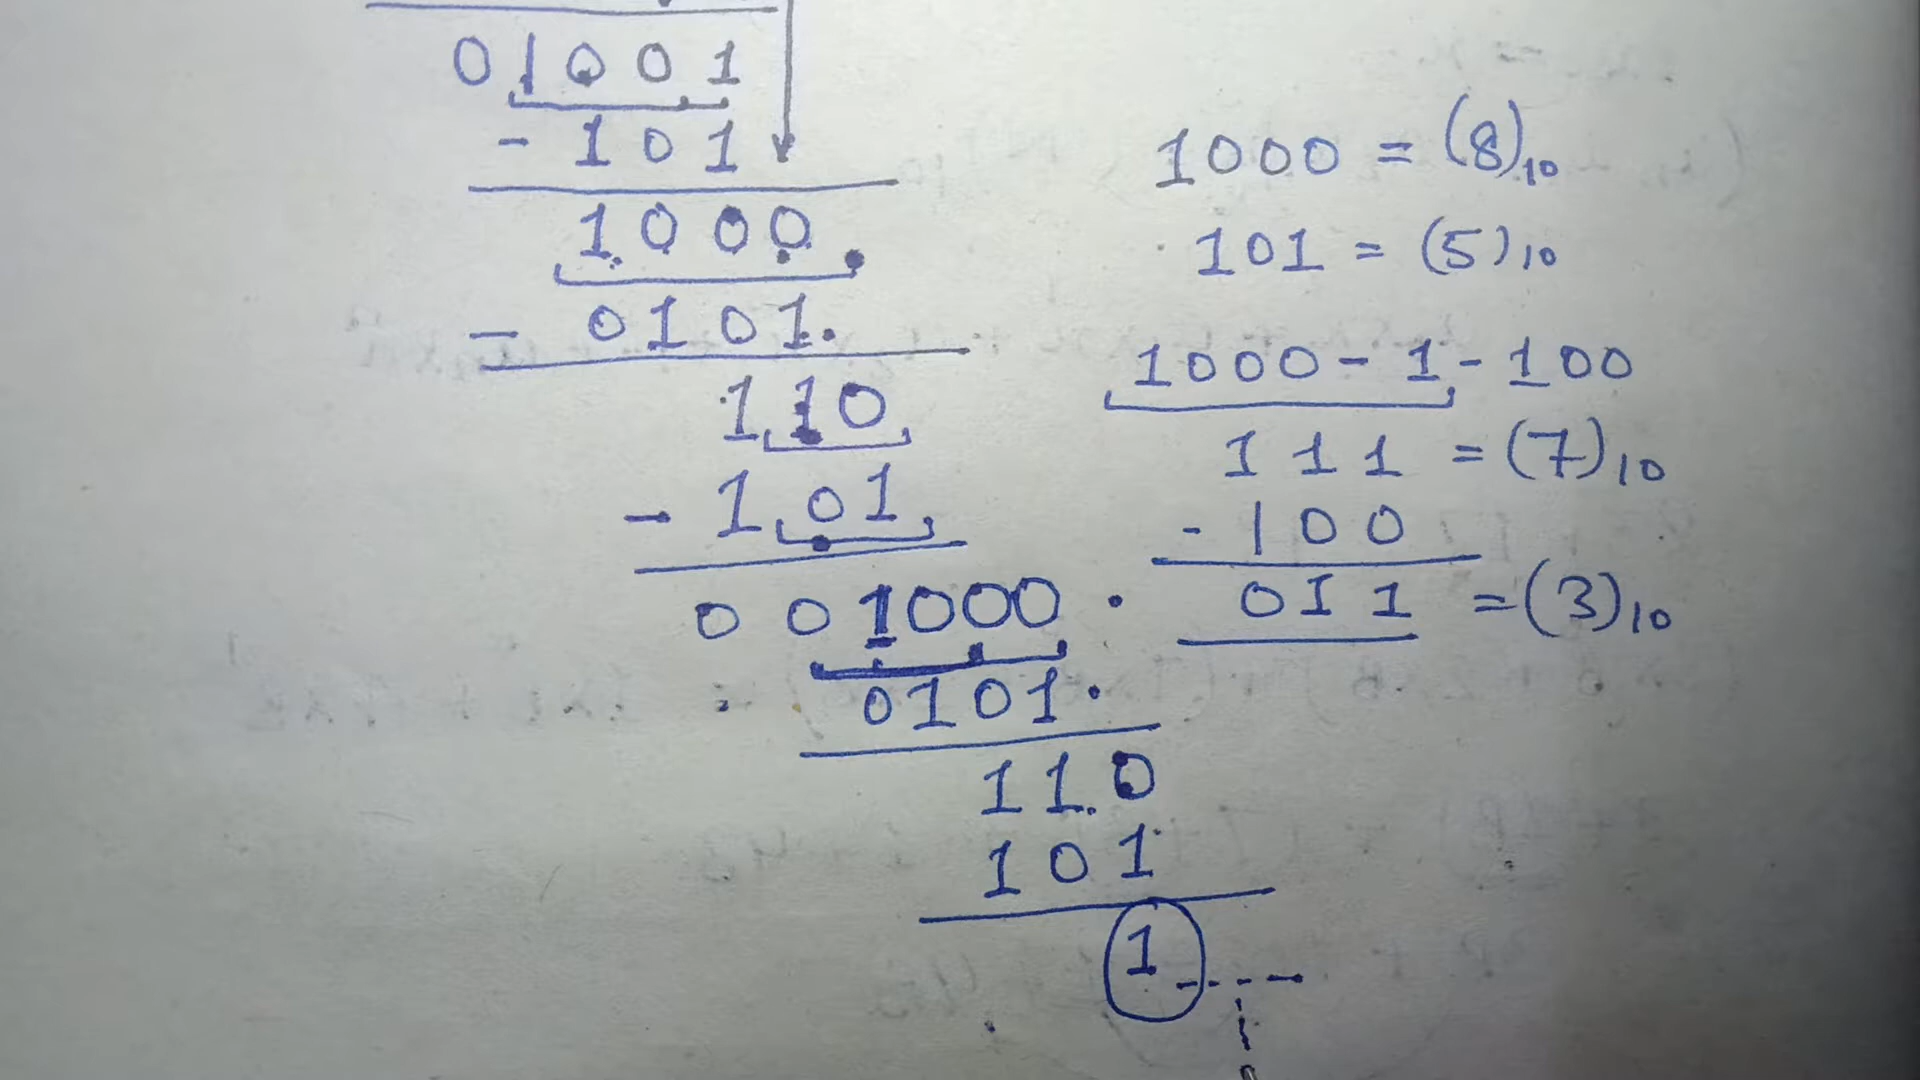 01001
- 101
1000
- 0101
110
- 101
001000
0101
110
101
1
1000 = (8)10
101 = (5)10
1000 - 1 - 100
111 = (7)10
- 100
011 = (3)10